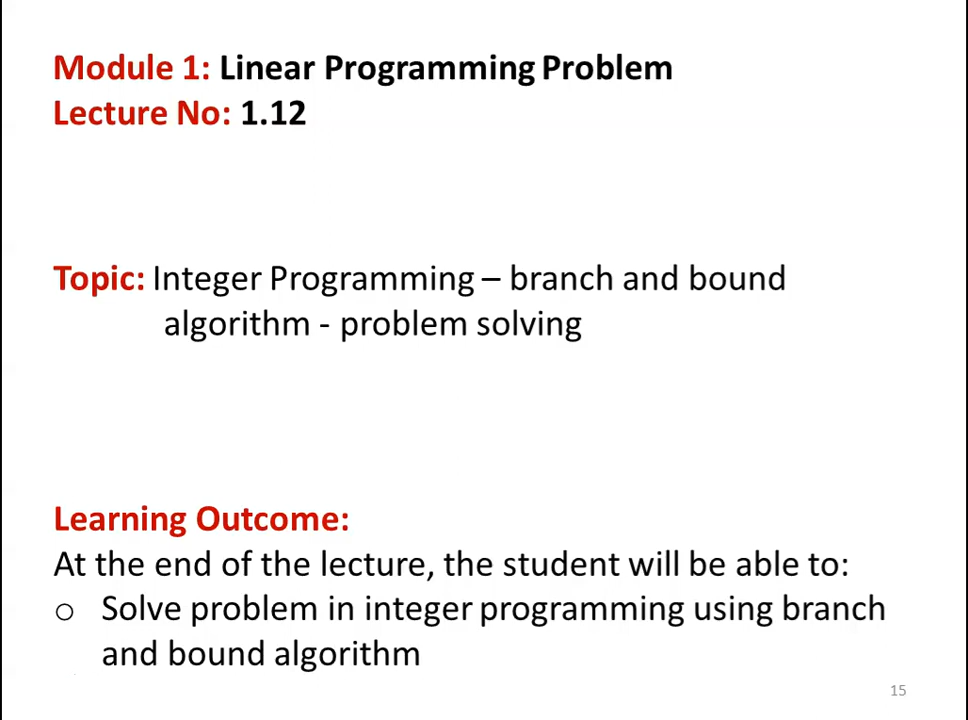 Module 1: Linear Programming Problem
Lecture No: 1.12
Topic: Integer Programming – branch and bound
algorithm - problem solving
Learning Outcome:
At the end of the lecture, the student will be able to:
o Solve problem in integer programming using branch
and bound algorithm
15